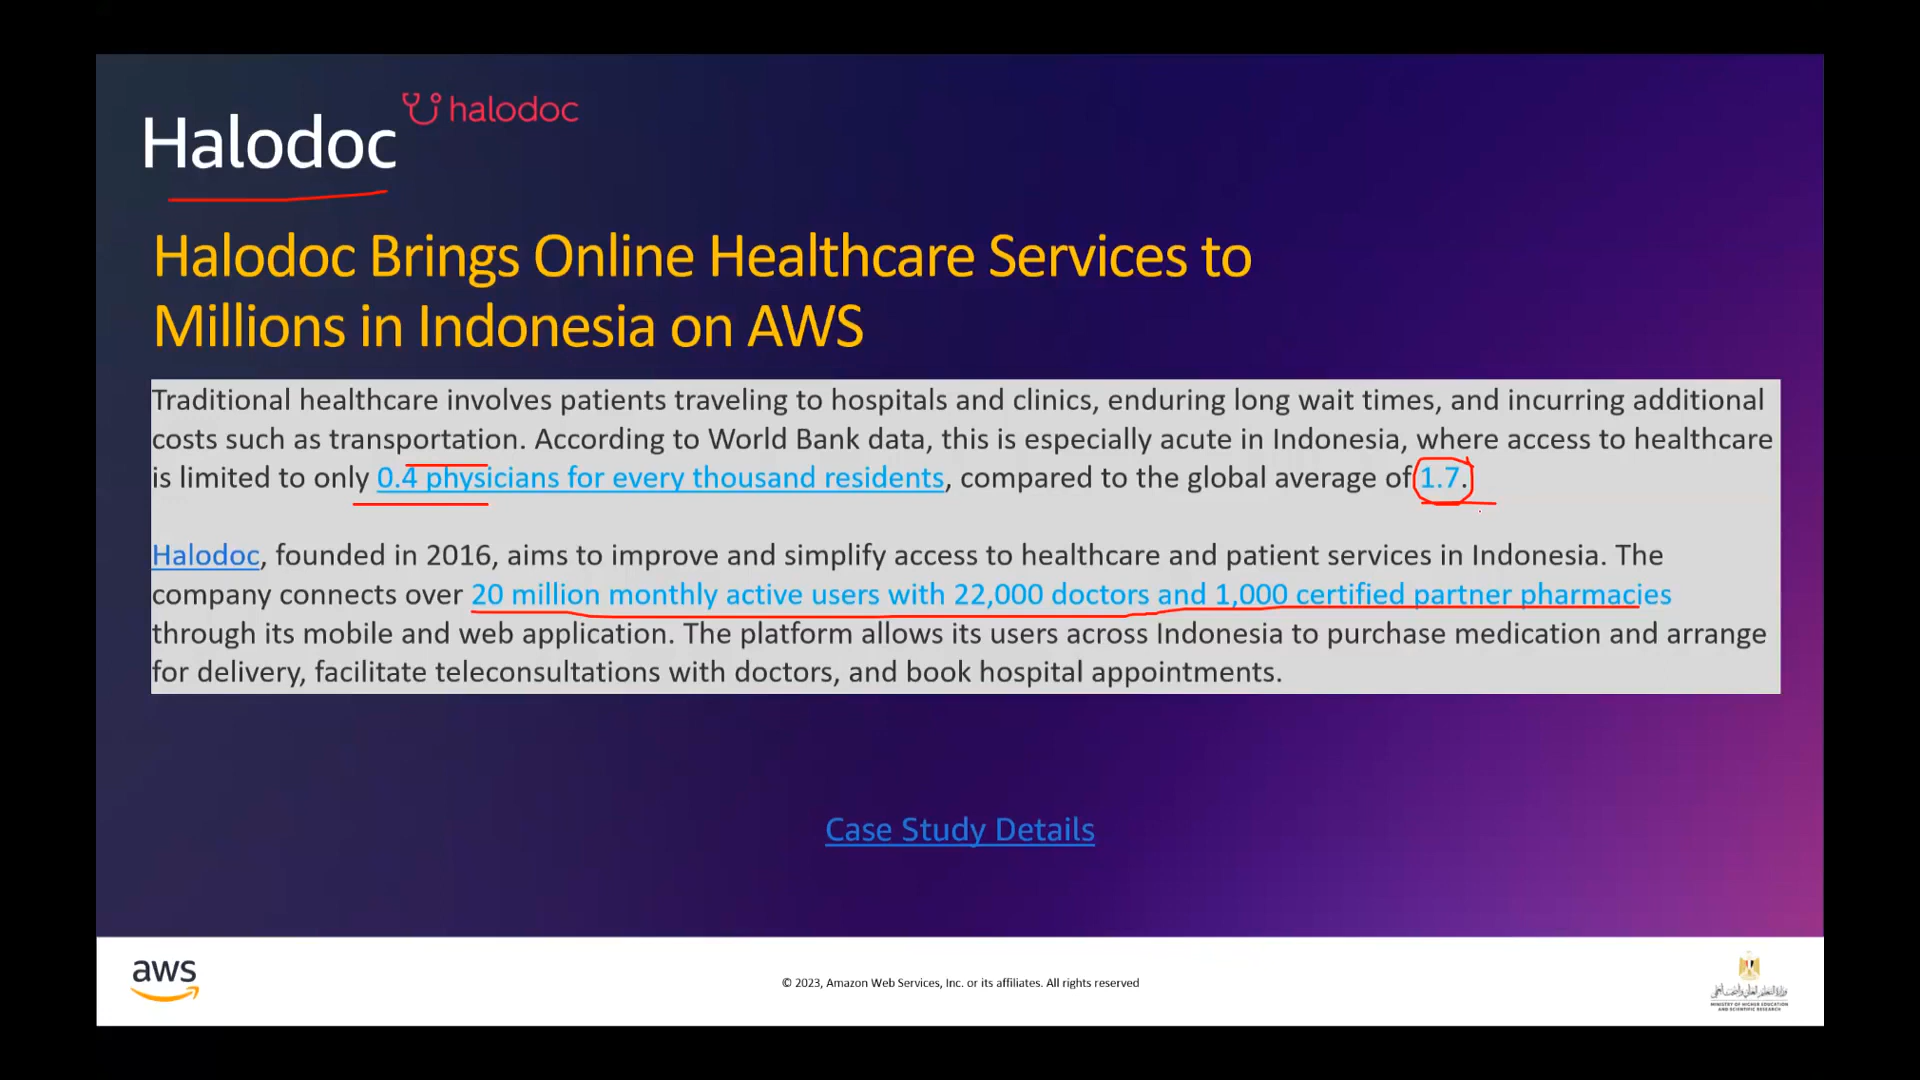 Halodoc
halodoc
Halodoc Brings Online Healthcare Services to
Millions in Indonesia on AWS
Traditional healthcare involves patients traveling to hospitals and clinics, enduring long wait times, and incurring additional
costs such as transportation. According to World Bank data, this is especially acute in Indonesia, where access to healthcare
is limited to only 0.4 physicians for every thousand residents, compared to the global average of 1.7.
Halodoc, founded in 2016, aims to improve and simplify access to healthcare and patient services in Indonesia. The
company connects over 20 million monthly active users with 22,000 doctors and 1,000 certified partner pharmacies
through its mobile and web application. The platform allows its users across Indonesia to purchase medication and arrange
for delivery, facilitate teleconsultations with doctors, and book hospital appointments.
Case Study Details
aws
© 2023, Amazon Web Services, Inc. or its affiliates. All rights reserved
MINISTRY OF HIGHER EDUCATION
AND SCIENTIFIC RESEARCH